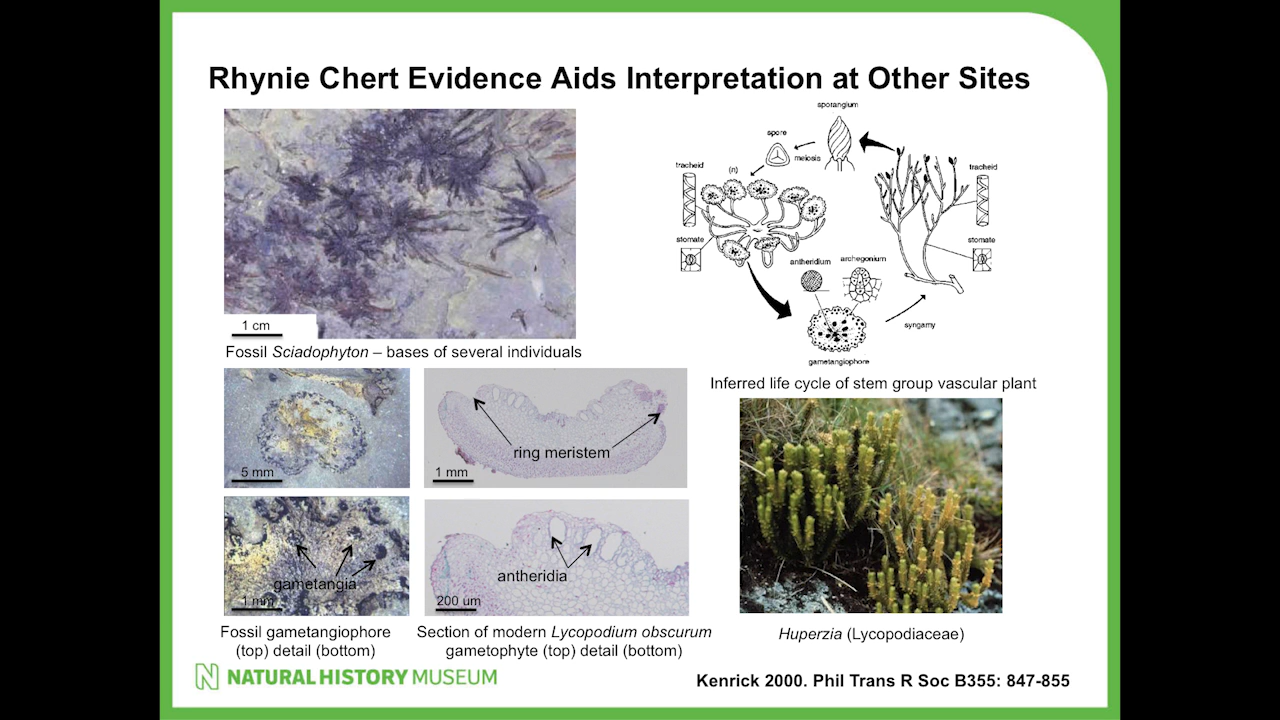 Rhynie Chert Evidence Aids Interpretation at Other Sites
1 cm
Fossil Sciadophyton – bases of several individuals
sporangium
spore
meiosis
tracheid
(n)
tracheid
stomate
stomate
antheridium
archegonium
syngamy
gametangiophore
Inferred life cycle of stem group vascular plant
5 mm
ring meristem
1 mm
gametangia
1 mm
antheridia
200 um
Fossil gametangiophore
(top) detail (bottom)
Section of modern Lycopodium obscurum
gametophyte (top) detail (bottom)
Huperzia (Lycopodiaceae)
NATURAL HISTORY MUSEUM
Kenrick 2000. Phil Trans R Soc B355: 847-855